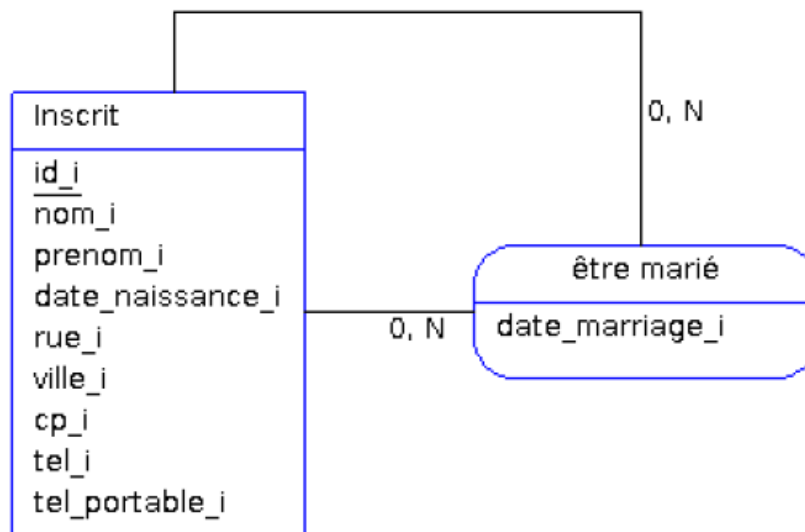 Inscrit
id_i
nom_i
prenom_i
date_naissance_i
rue_i
ville_i
cp_i
tel_i
tel_portable_i
0, N
0, N
être marié
date_marriage_i